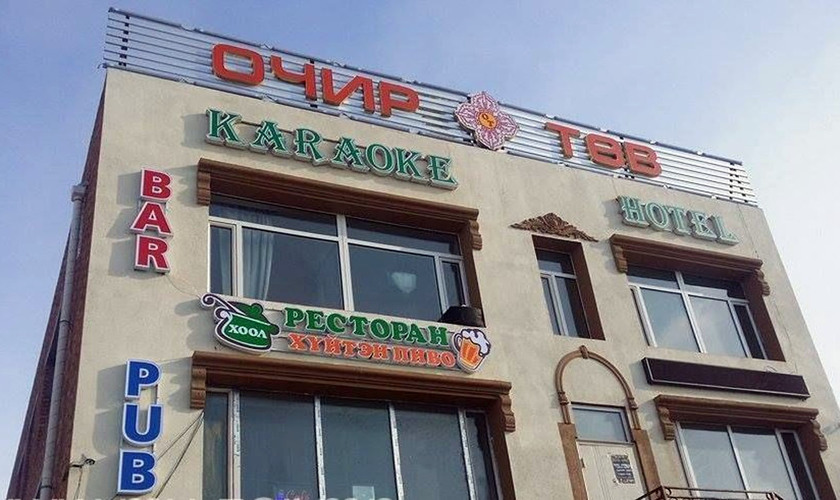 ОЧИР ТӨВ
KARAOKE
HOTEL
BAR
ХООЛ
РЕСТОРАН
ХҮЙТЭН ПИВО
PUB